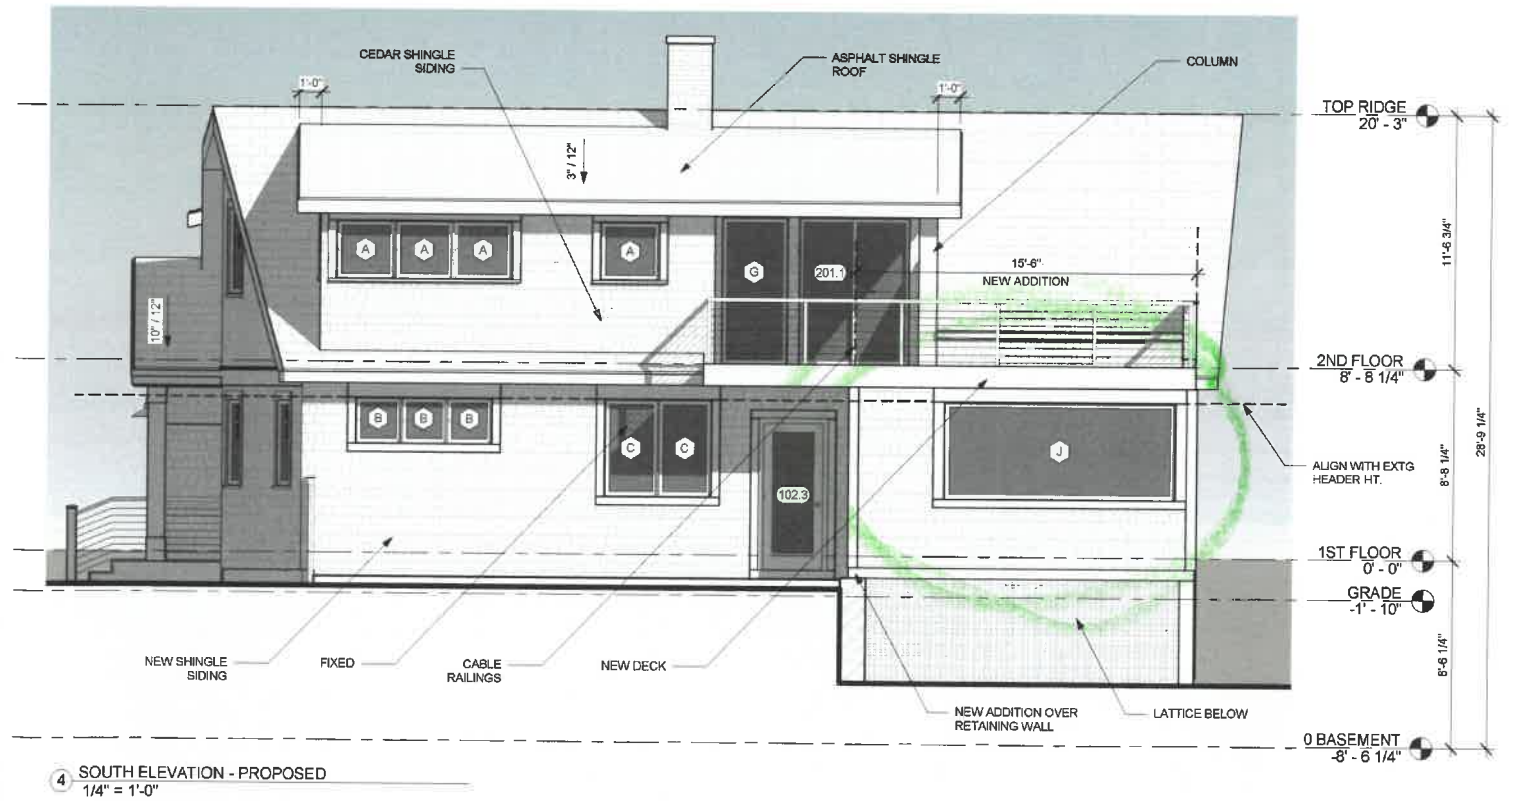 CEDAR SHINGLE
SIDING
ASPHALT SHINGLE
ROOF
COLUMN
1'-0"
1'-0"
TOP RIDGE
20' - 3"
3" / 12"
A
A
A
A
G
201.1
15'-6"
NEW ADDITION
11'-6 3/4"
10" / 12"
2ND FLOOR
8' - 8 1/4"
B
B
B
C
C
J
102.3
ALIGN WITH EXTG
HEADER HT.
8'-8 1/4"
28'-9 1/4"
1ST FLOOR
0' - 0"
GRADE
-1' - 10"
8'-6 1/4"
NEW SHINGLE
SIDING
FIXED
CABLE
RAILINGS
NEW DECK
NEW ADDITION OVER
RETAINING WALL
LATTICE BELOW
0 BASEMENT
-8' - 6 1/4"
4
SOUTH ELEVATION - PROPOSED
1/4" = 1'-0"